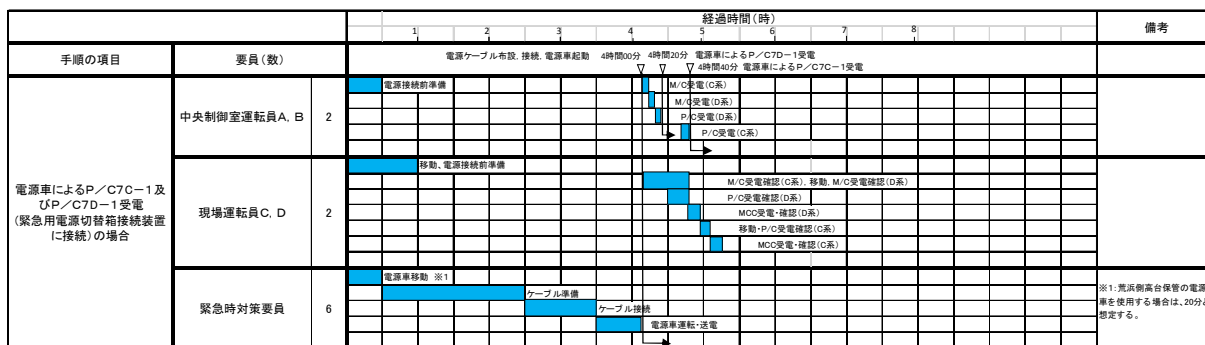 経過時間(時)
備考
1 2 3 4 5 6 7 8
手順の項目
要員(数)
電源ケーブル布設, 接続, 電源車起動 4時間00分 4時間20分 電源車によるP/C7D-1受電
4時間40分 電源車によるP/C7C-1受電
電源車によるP/C7C-1及
びP/C7D-1受電
(緊急用電源切替箱接続装置
に接続)の場合
中央制御室運転員A, B
2
電源接続前準備
M/C受電(C系)
M/C受電(D系)
P/C受電(D系)
P/C受電(C系)
現場運転員C, D
2
移動、電源接続前準備
M/C受電確認(C系), 移動, M/C受電確認(D系)
P/C受電確認(D系)
MCC受電・確認(D系)
移動・P/C受電確認(C系)
MCC受電・確認(C系)
緊急時対策要員
6
電源車移動 ※1
ケーブル準備
ケーブル接続
電源車運転・送電
※1:荒浜側高台保管の電源
車を使用する場合は、20分と
想定する。